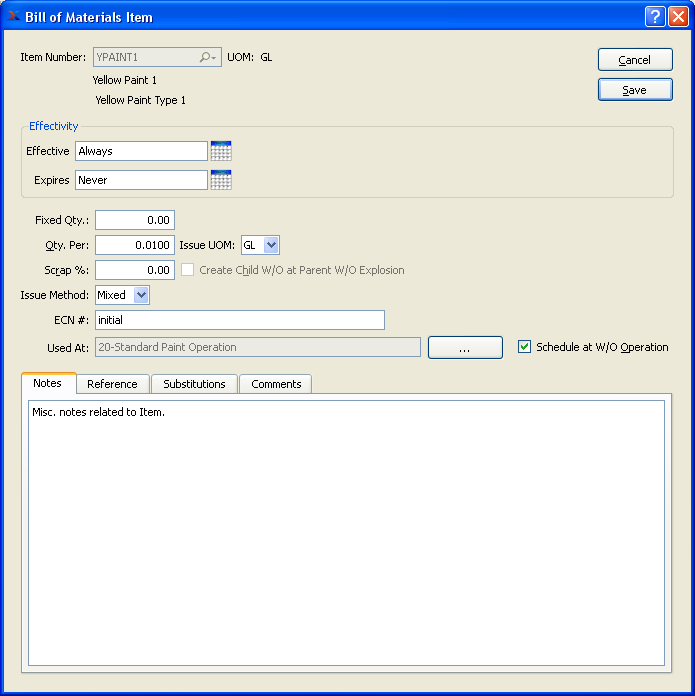 Bill of Materials Item
Item Number: YPAINT1 UOM: GL
Cancel
Yellow Paint 1
Save
Yellow Paint Type 1
Effectivity
Effective Always
Expires Never
Fixed Qty.: 0.00
Qty. Per: 0.0100 Issue UOM: GL
Scrap %: 0.00 Create Child W/O at Parent W/O Explosion
Issue Method: Mixed
ECN #: initial
Used At: 20-Standard Paint Operation ... Schedule at W/O Operation
Notes Reference Substitutions Comments
Misc. notes related to Item.